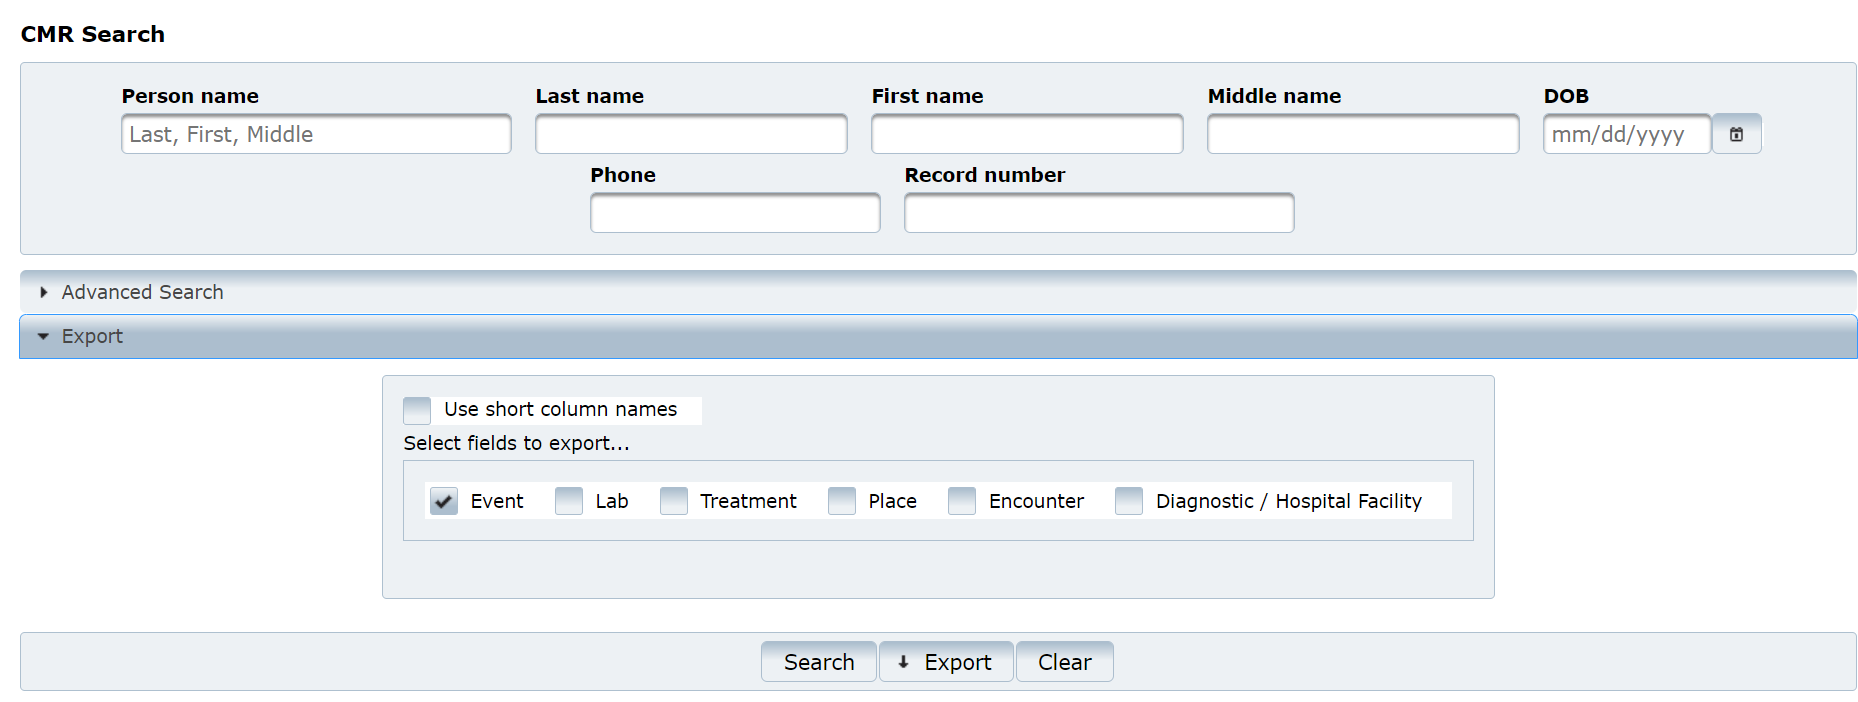 CMR Search
Person name Last name First name Middle name DOB
Last, First, Middle mm/dd/yyyy
Phone Record number
Advanced Search
Export
Use short column names
Select fields to export...
Event Lab Treatment Place Encounter Diagnostic / Hospital Facility
Search Export Clear